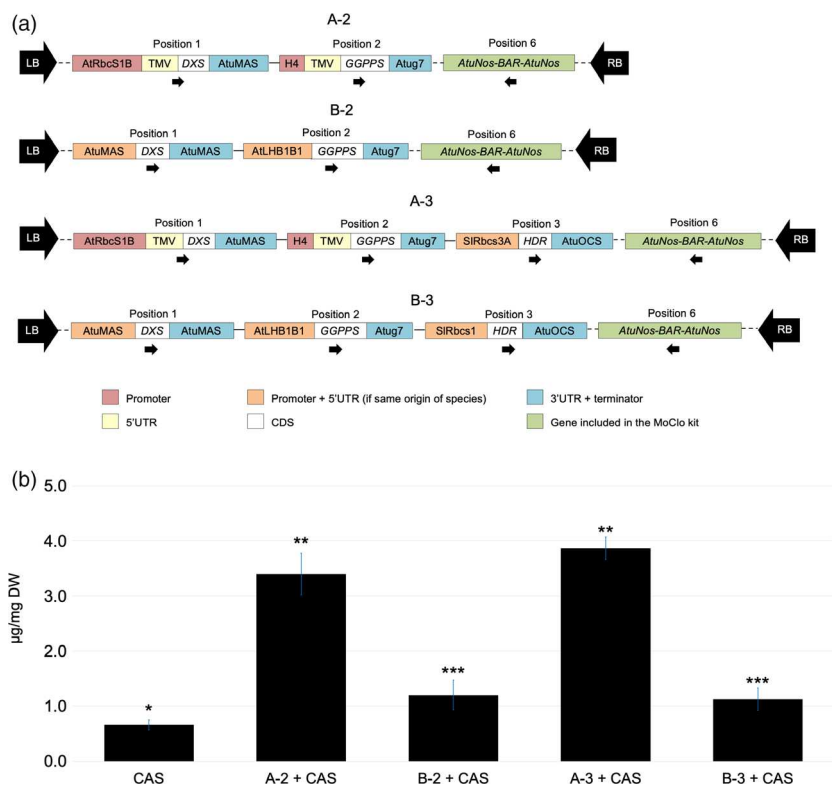 (a)
A-2
Position 1 Position 2 Position 6
LB AtRbcS1B TMV DXS AtuMAS H4 TMV GGPPS Atug7 AtuNos-BAR-AtuNos RB
B-2
Position 1 Position 2 Position 6
LB AtuMAS DXS AtuMAS AtLHB1B1 GGPPS Atug7 AtuNos-BAR-AtuNos RB
A-3
Position 1 Position 2 Position 3 Position 6
LB AtRbcS1B TMV DXS AtuMAS H4 TMV GGPPS Atug7 SlRbcs3A HDR AtuOCS AtuNos-BAR-AtuNos RB
B-3
Position 1 Position 2 Position 3 Position 6
LB AtuMAS DXS AtuMAS AtLHB1B1 GGPPS Atug7 SlRbcs1 HDR AtuOCS AtuNos-BAR-AtuNos RB
Promoter Promoter + 5'UTR (if same origin of species) 3'UTR + terminator
5'UTR CDS Gene included in the MoClo kit
(b)
µg/mg DW
5.0
4.0
3.0
2.0
1.0
0.0
* ** *** ** ***
CAS A-2 + CAS B-2 + CAS A-3 + CAS B-3 + CAS